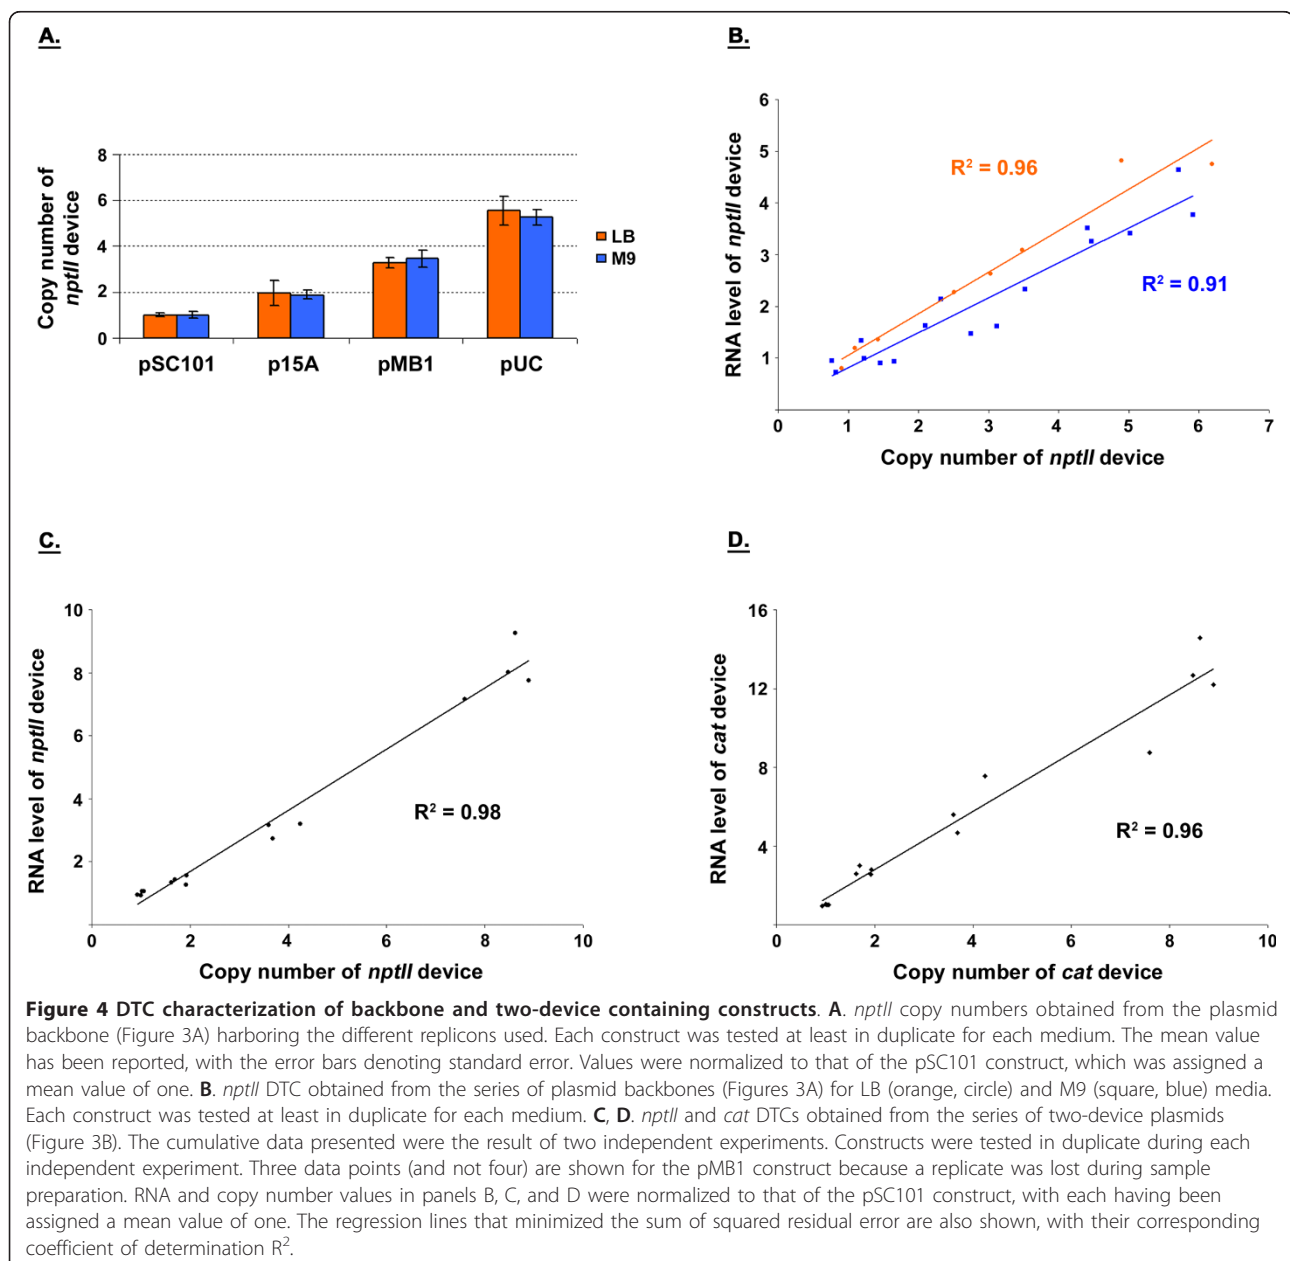 A.
Copy number of
nptII device
8
6
4
2
0
pSC101
p15A
pMB1
pUC
LB
M9
B.
RNA level of nptII device
6
5
4
3
2
1
R² = 0.96
R² = 0.91
0
1
2
3
4
5
6
7
Copy number of nptII device
C.
RNA level of nptII device
10
8
6
4
2
R² = 0.98
0
2
4
6
8
10
Copy number of nptII device
D.
RNA level of cat device
16
12
8
4
R² = 0.96
0
2
4
6
8
10
Copy number of cat device
Figure 4 DTC characterization of backbone and two-device containing constructs. A. nptII copy numbers obtained from the plasmid
backbone (Figure 3A) harboring the different replicons used. Each construct was tested at least in duplicate for each medium. The mean value
has been reported, with the error bars denoting standard error. Values were normalized to that of the pSC101 construct, which was assigned a
mean value of one. B. nptII DTC obtained from the series of plasmid backbones (Figures 3A) for LB (orange, circle) and M9 (square, blue) media.
Each construct was tested at least in duplicate for each medium. C, D. nptII and cat DTCs obtained from the series of two-device plasmids
(Figure 3B). The cumulative data presented were the result of two independent experiments. Constructs were tested in duplicate during each
independent experiment. Three data points (and not four) are shown for the pMB1 construct because a replicate was lost during sample
preparation. RNA and copy number values in panels B, C, and D were normalized to that of the pSC101 construct, with each having been
assigned a mean value of one. The regression lines that minimized the sum of squared residual error are also shown, with their corresponding
coefficient of determination R².